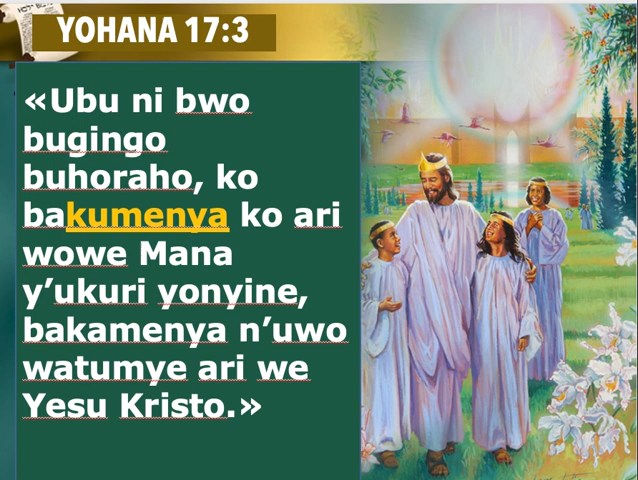 YOHANA 17:3
«Ubu ni bwo
bugingo
buhoraho, ko
bakumenya ko ari
wowe Mana
y’ukuri yonyine,
bakamenya n’uwo
watumye ari we
Yesu Kristo.»